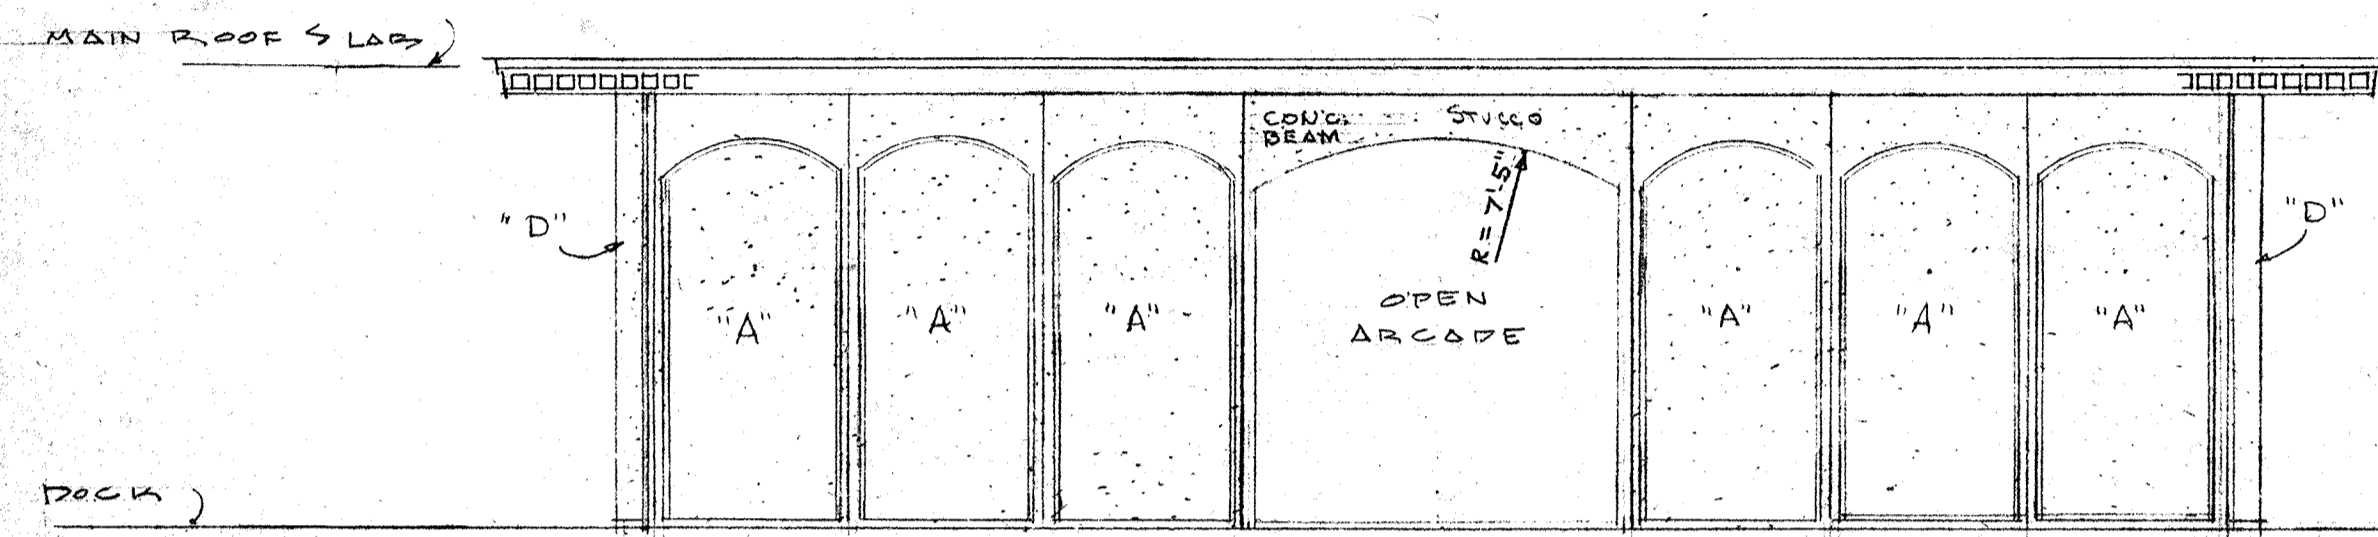 MAIN ROOF SLAB
CONC. STUCCO
BEAM
R = 7'-5"
"D"
"D"
"A"
"A"
"A"
OPEN
ARCADE
"A"
"A"
"A"
DOCK